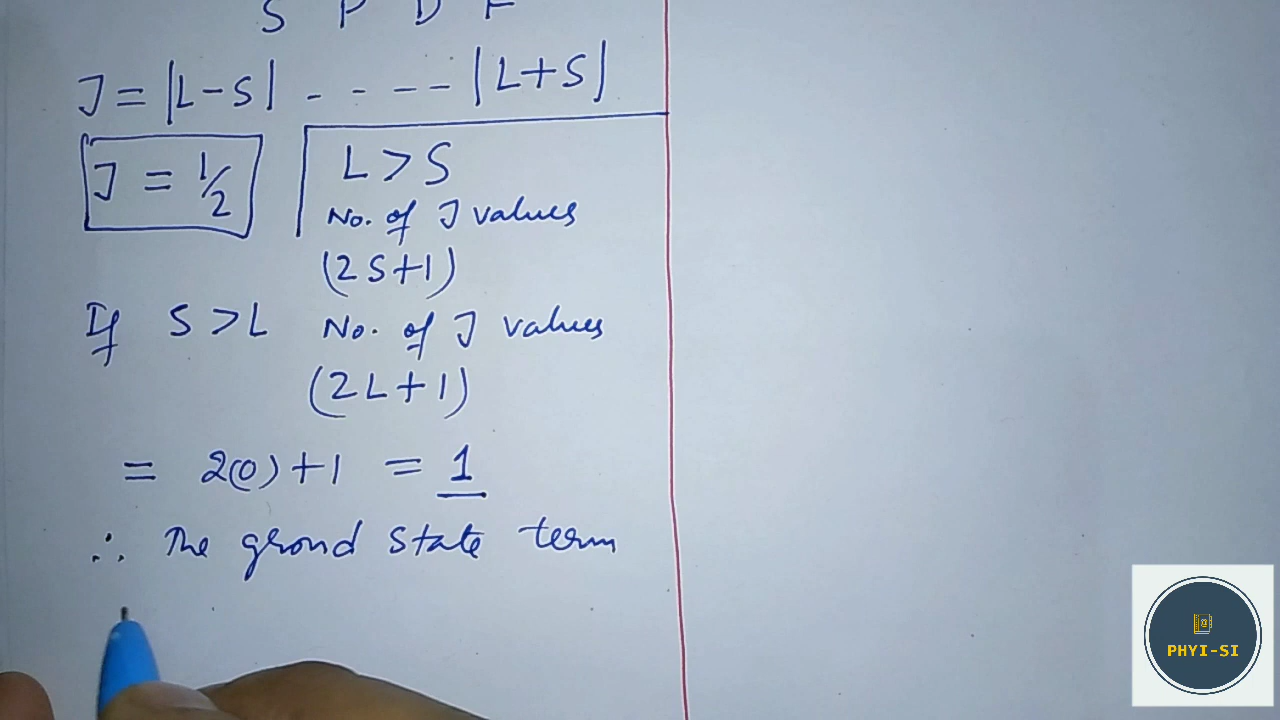 S P D F
J = |L-S| - - - - - |L+S|
J = 1/2
L > S
No. of J values
(2S+1)
If S > L No. of J values
(2L+1)
= 2(0)+1 = 1
∴ The grond state term
PHYI-SI